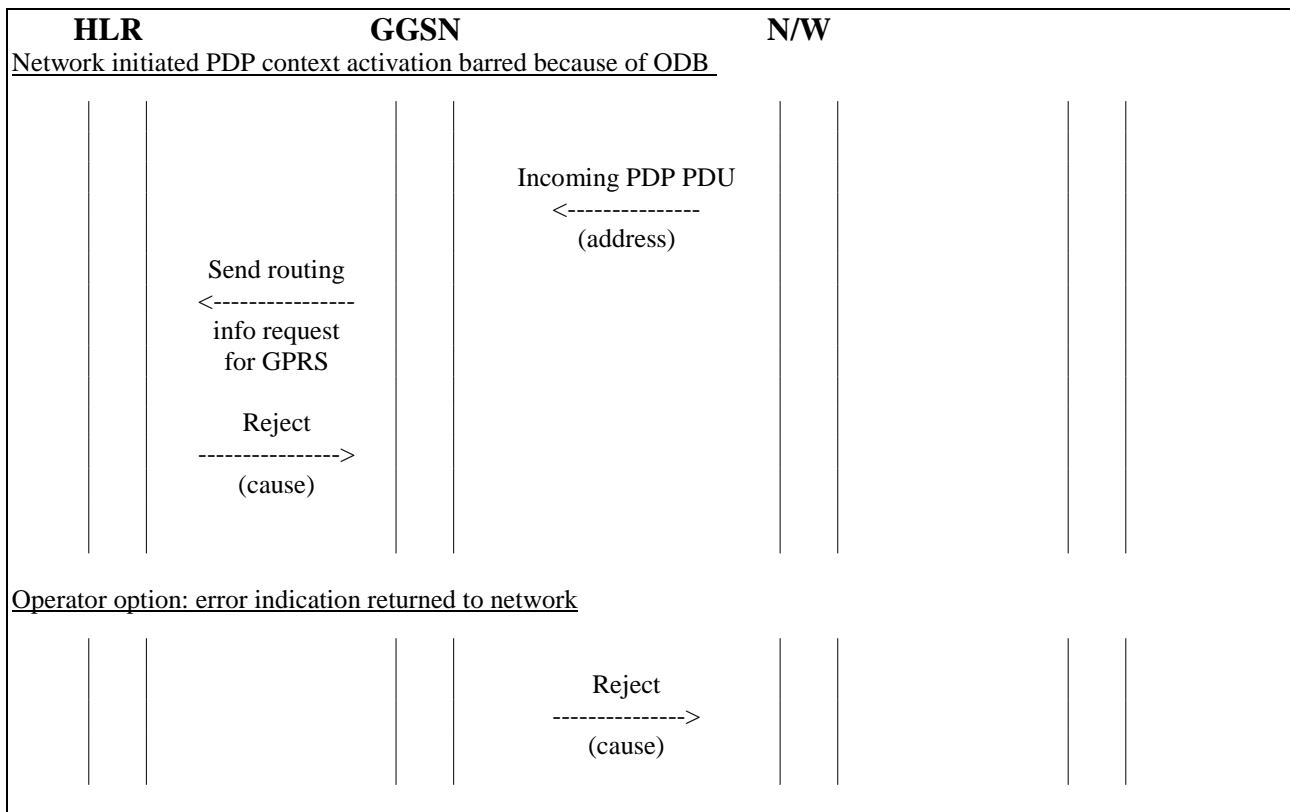 HLR GGSN N/W
Network initiated PDP context activation barred because of ODB
Incoming PDP PDU
<---------------
(address)
Send routing
<----------------
info request
for GPRS
Reject
---------------->
(cause)
Operator option: error indication returned to network
Reject
--------------->
(cause)